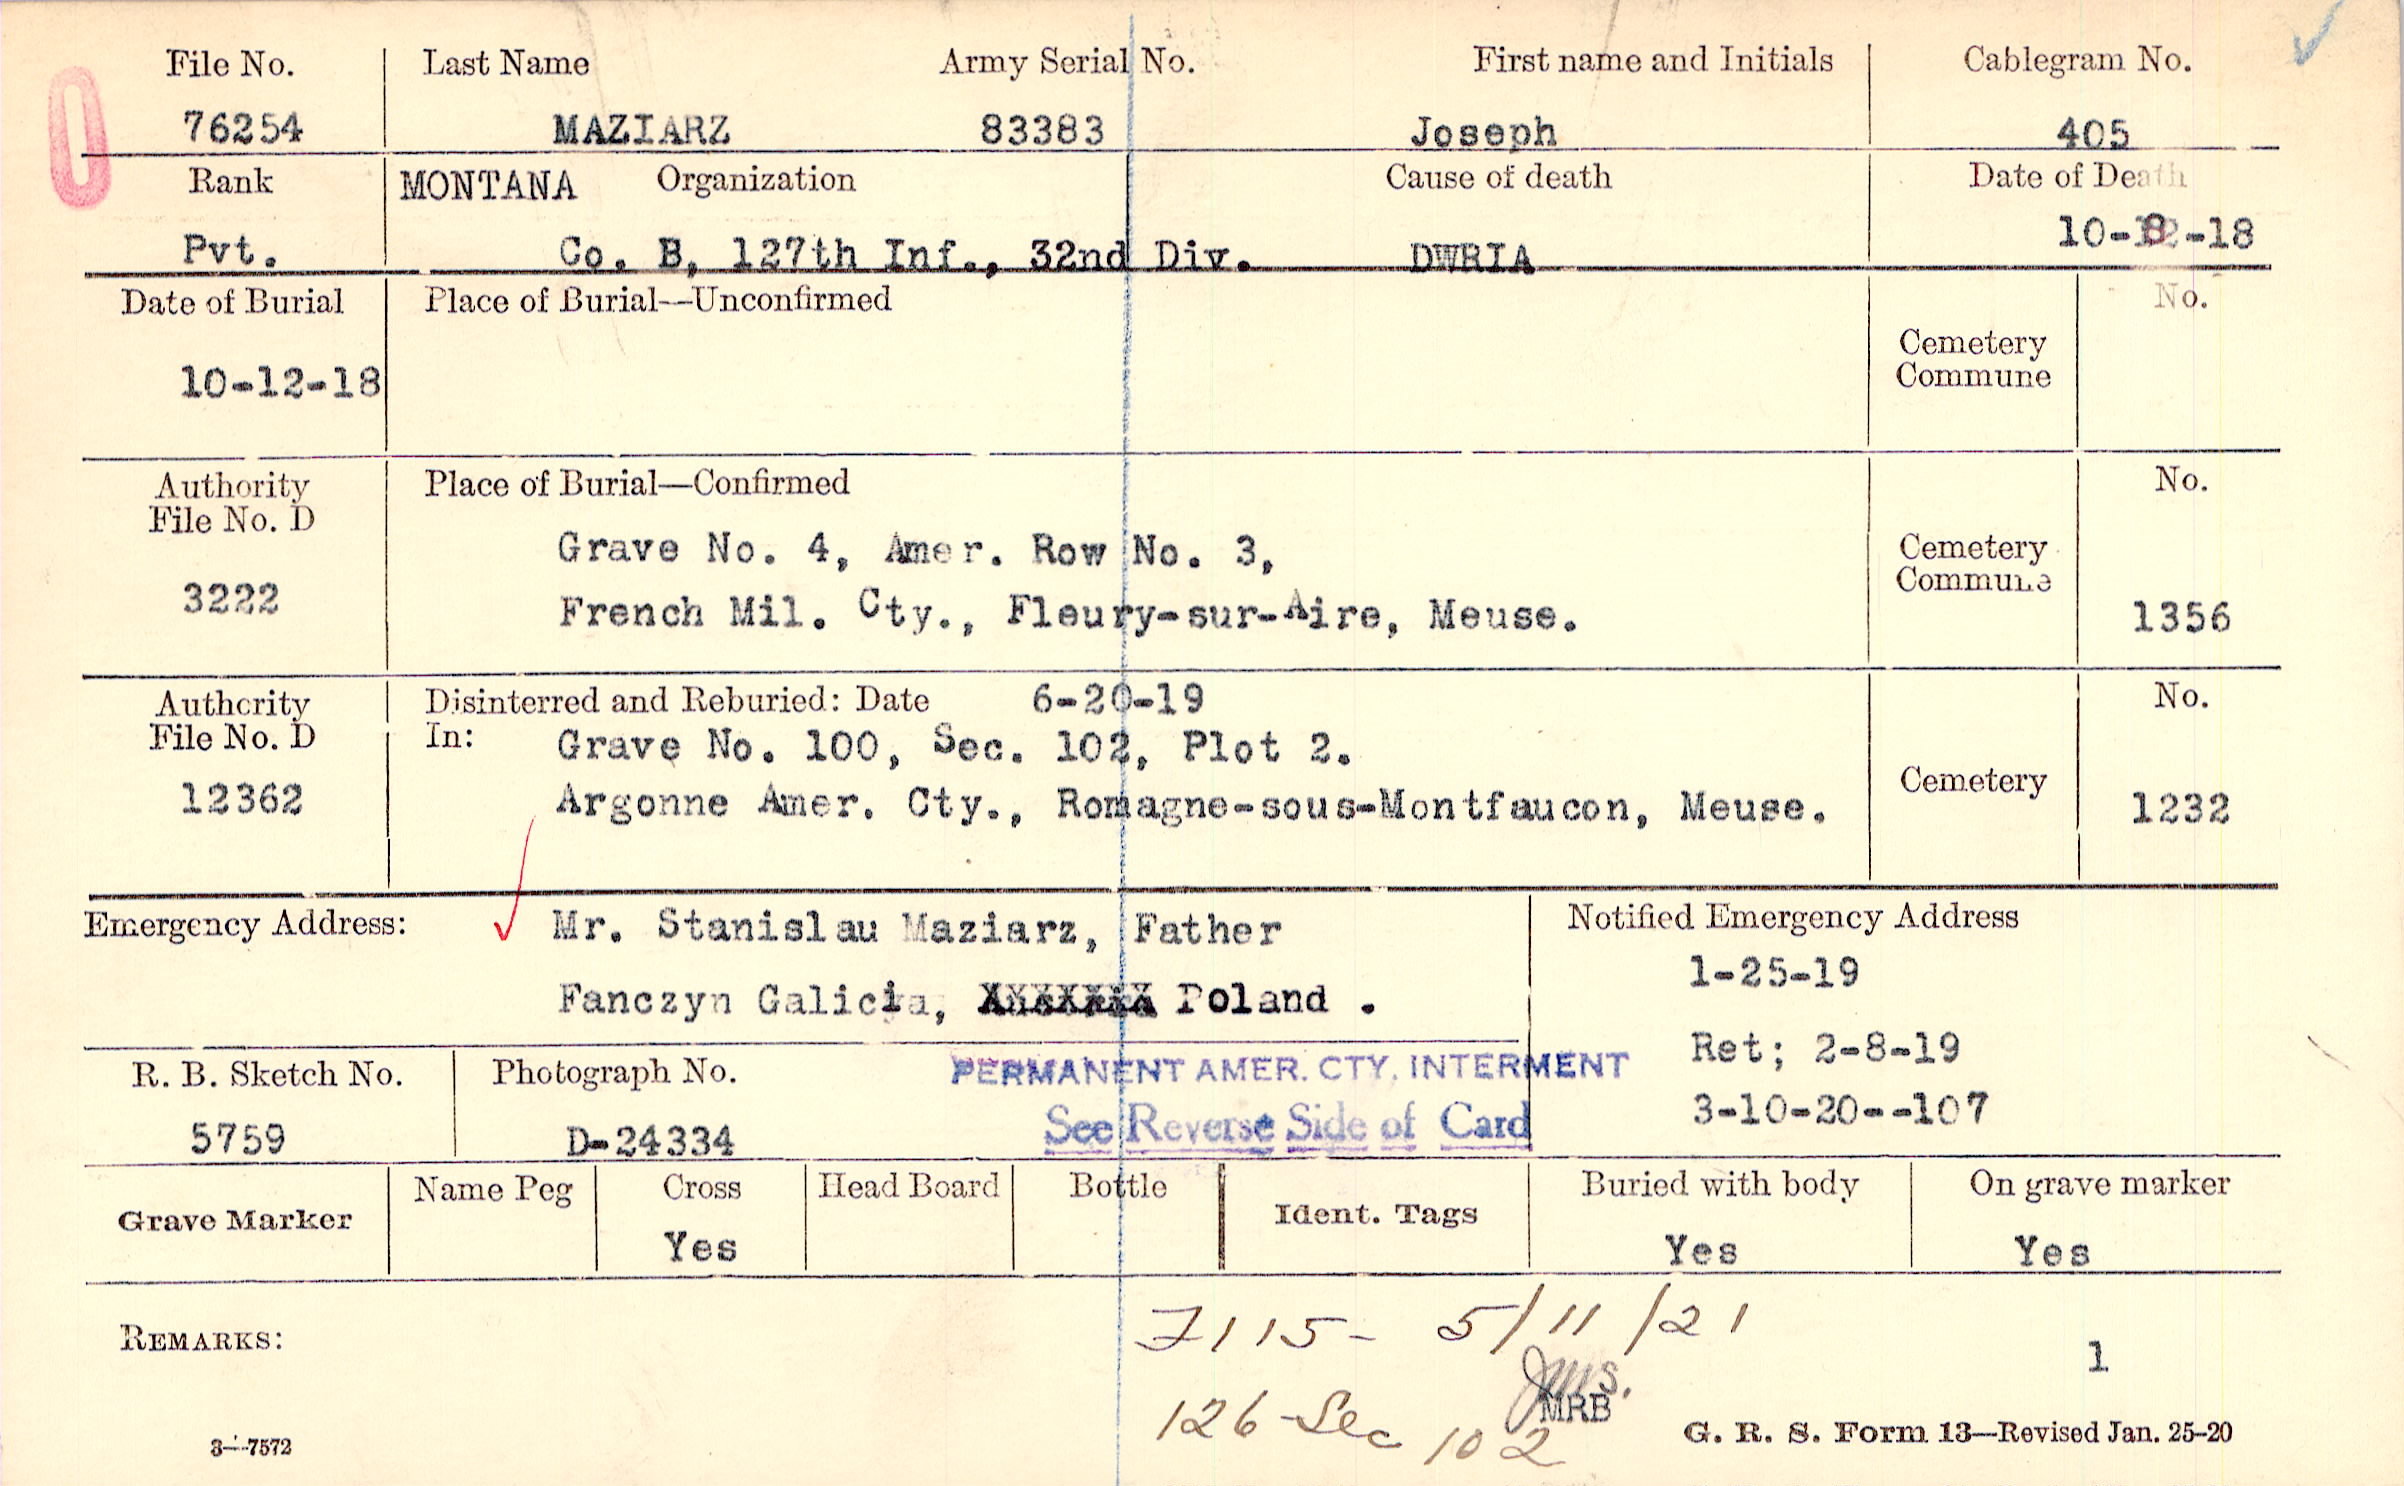 File No. Last Name Army Serial No. First name and Initials Cablegram No.
76254 MAZIARZ 83383 Joseph 405
Rank MONTANA Organization Cause of death Date of Death
Pvt. Co. B, 127th Inf., 32nd Div. DWRIA 10-8-18
Date of Burial Place of Burial—Unconfirmed No.
Cemetery
Commune
10-12-18
Authority Place of Burial—Confirmed No.
File No. D
Grave No. 4, Amer. Row No. 3, Cemetery
Commune
3222 French Mil. Cty., Fleury-sur-Aire, Meuse. 1356
Authority Disinterred and Reburied: Date 6-20-19 No.
File No. D In: Grave No. 100, Sec. 102, Plot 2.
Cemetery
12362 Argonne Amer. Cty., Romagne-sous-Montfaucon, Meuse. 1232
Emergency Address: Mr. Stanislau Maziarz, Father Notified Emergency Address
1-25-19
Fanczyn Galicia, Poland .
Ret; 2-8-19
R. B. Sketch No. Photograph No. PERMANENT AMER. CTY. INTERMENT
3-10-20--107
5759 D-24334 See Reverse Side of Card
Name Peg Cross Head Board Bottle Buried with body On grave marker
Grave Marker Ident. Tags
Yes Yes Yes
7115- 5/11/21
REMARKS: 1
JMS.
MRB
126-Sec 102
3—7572 G. R. S. Form 13—Revised Jan. 25-20